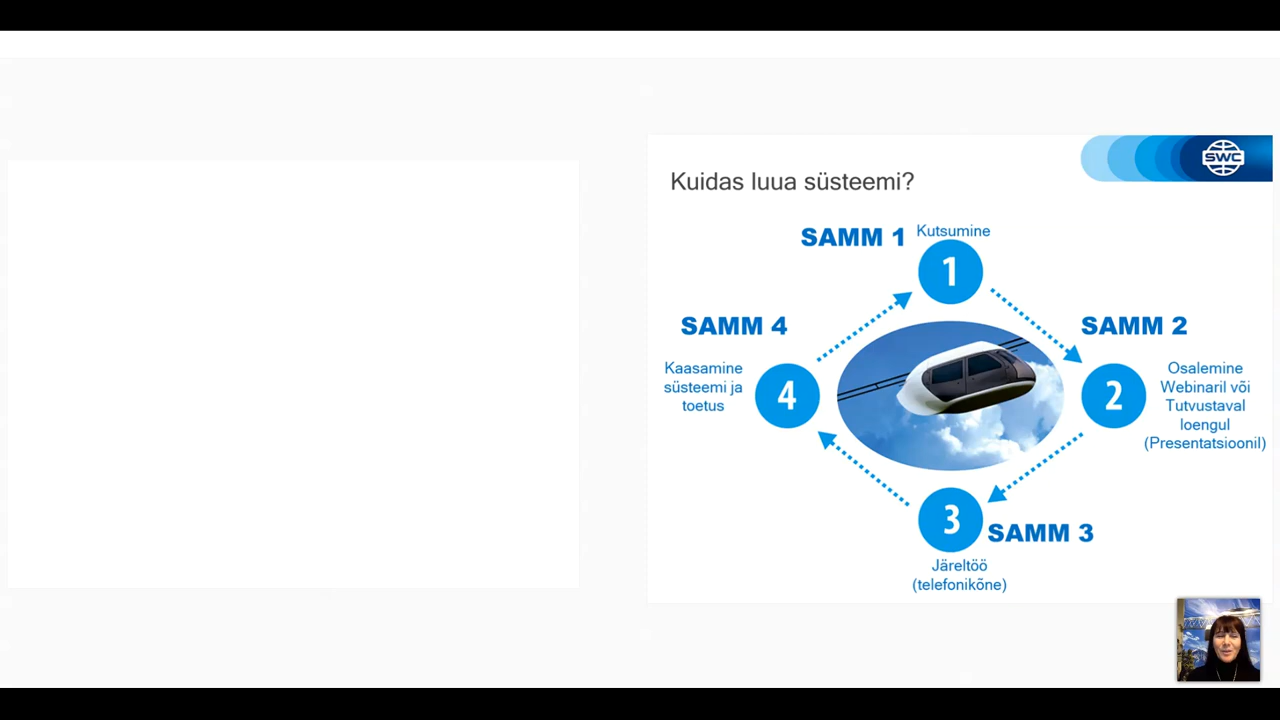 SWC
Kuidas luua süsteemi?
SAMM 1
Kutsumine
1
SAMM 2
2
Osalemine
Webinaril või
Tutvustaval
loengul
(Presentatsioonil)
3
SAMM 3
Järeltöö
(telefonikõne)
SAMM 4
Kaasamine
süsteemi ja
toetus
4